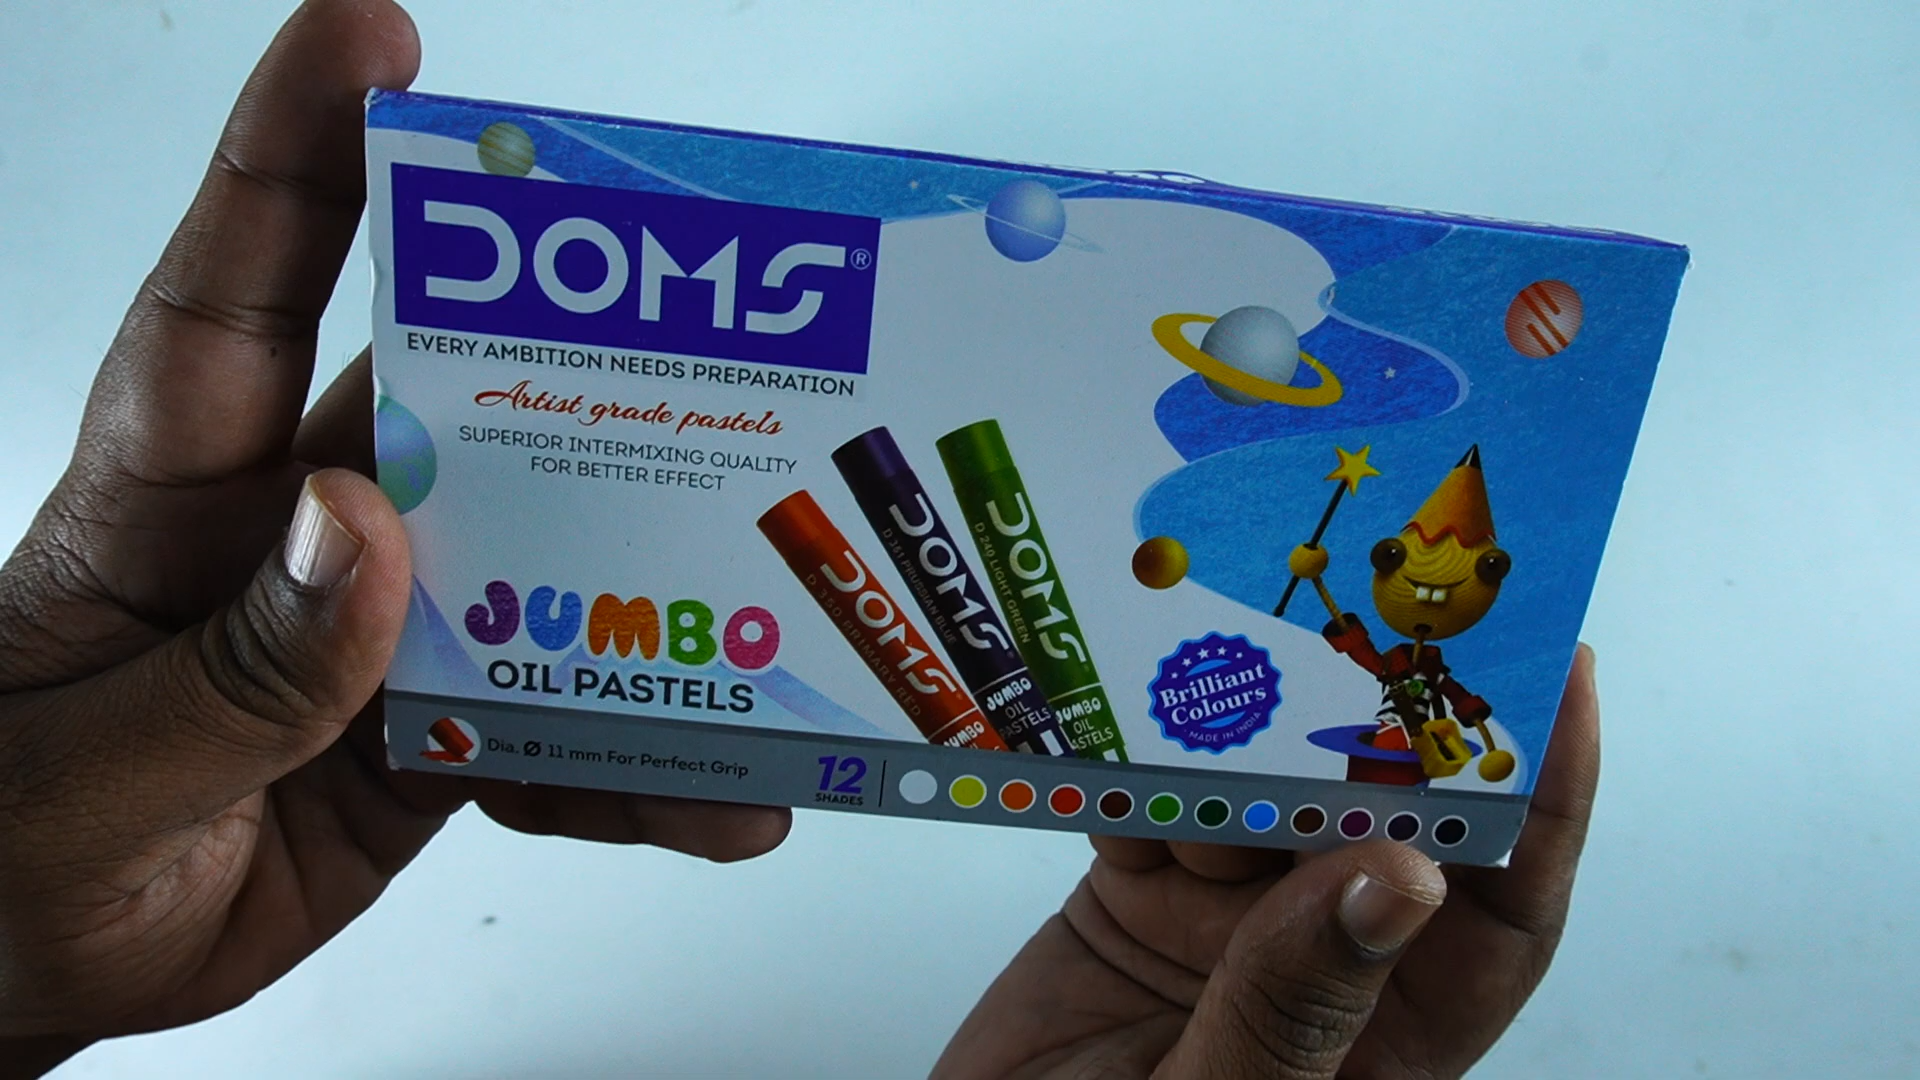 DOMS®
EVERY AMBITION NEEDS PREPARATION
Artist grade pastels
SUPERIOR INTERMIXING QUALITY
FOR BETTER EFFECT
JUMBO
OIL PASTELS
DOMS
D 350 PRIMARY RED
JUMBO
DOMS
D 361 PRUSSIAN BLUE
JUMBO
OIL
PASTELS
DOMS
D 240 LIGHT GREEN
JUMBO
OIL
PASTELS
Brilliant
Colours
MADE IN INDIA
Dia. Ø 11 mm For Perfect Grip
12
SHADES